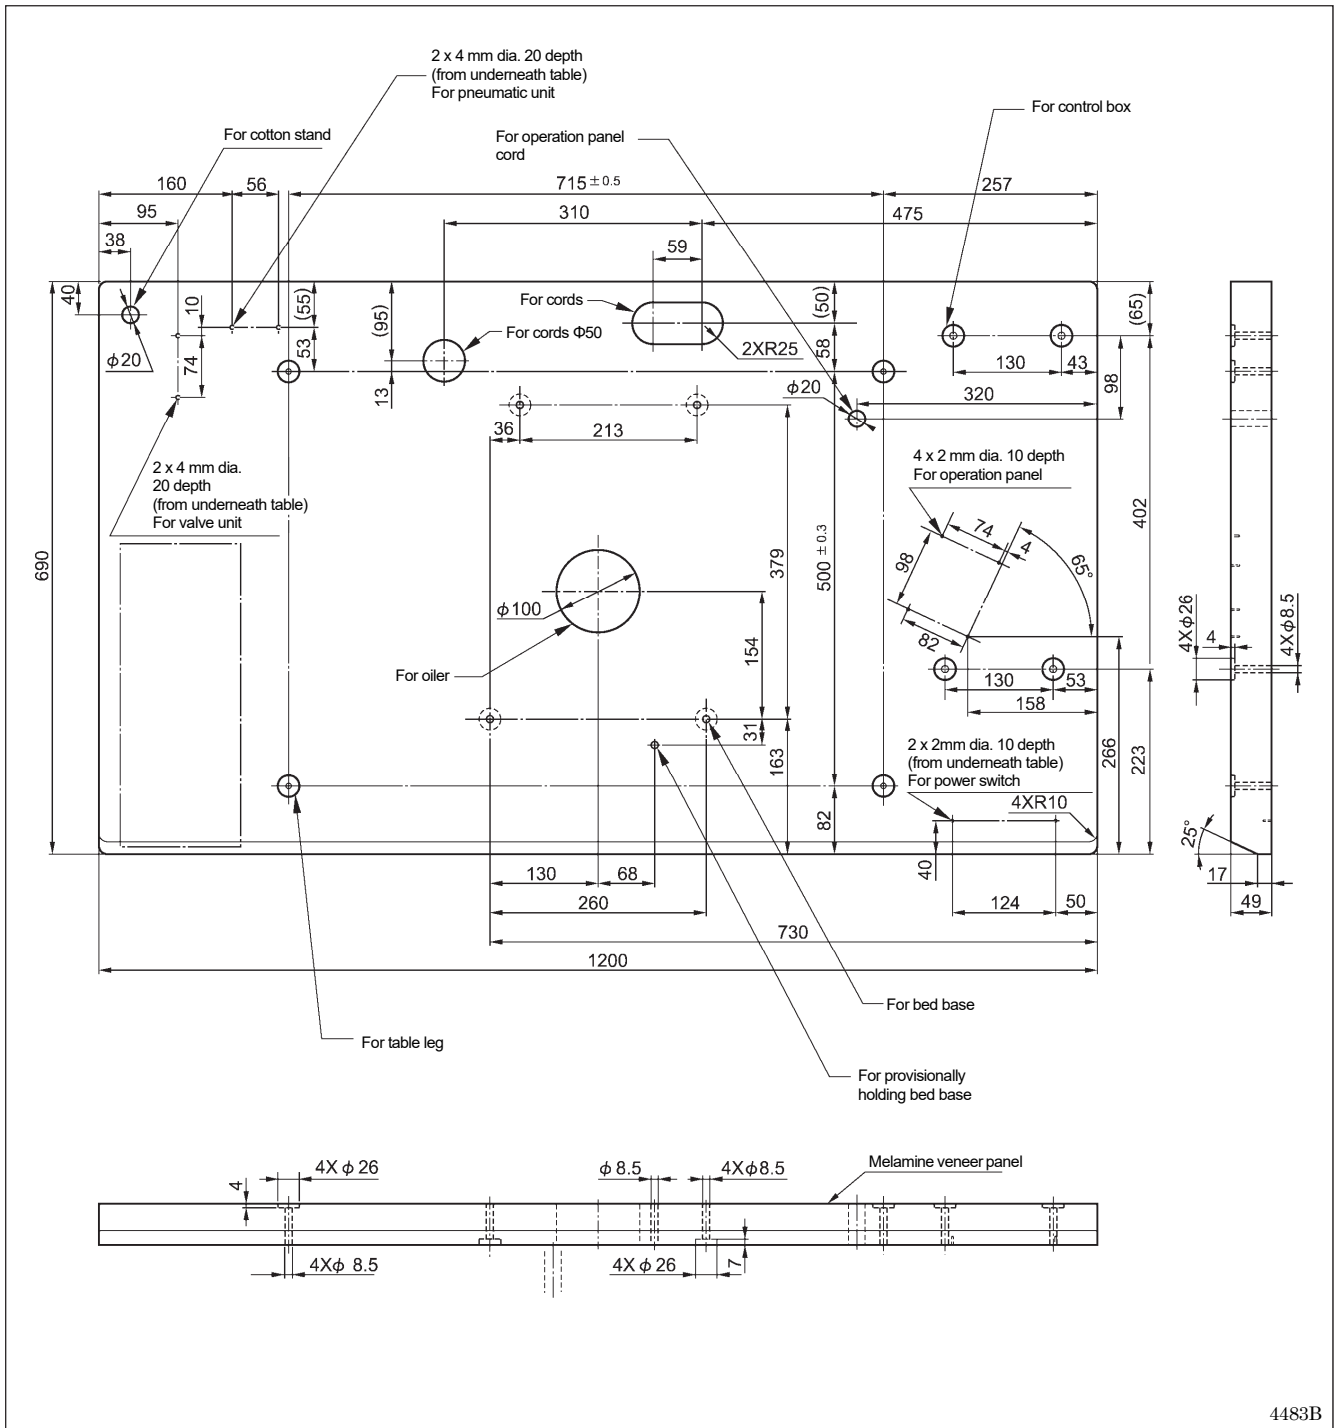 2 x 4 mm dia. 20 depth
(from underneath table)
For pneumatic unit
For cotton stand
For operation panel
cord
For control box
160
56
715 ± 0.5
257
95
310
475
38
59
40
10
(55)
(95)
For cords
(50)
(65)
For cords Φ50
53
58
2XR25
φ20
74
13
130
43
98
φ20
320
36
213
2 x 4 mm dia.
20 depth
(from underneath table)
For valve unit
4 x 2 mm dia. 10 depth
For operation panel
402
74
4
98
65°
690
379
500 ± 0.3
φ100
82
154
For oiler
130
53
158
31
163
266
223
2 x 2mm dia. 10 depth
(from underneath table)
For power switch
4XR10
82
40
130
68
260
124
50
730
1200
4Xφ26
4
4Xφ8.5
25°
17
49
For bed base
For table leg
For provisionally
holding bed base
4X φ 26
4
φ 8.5
4Xφ8.5
Melamine veneer panel
4Xφ 8.5
4X φ 26
7
4483B